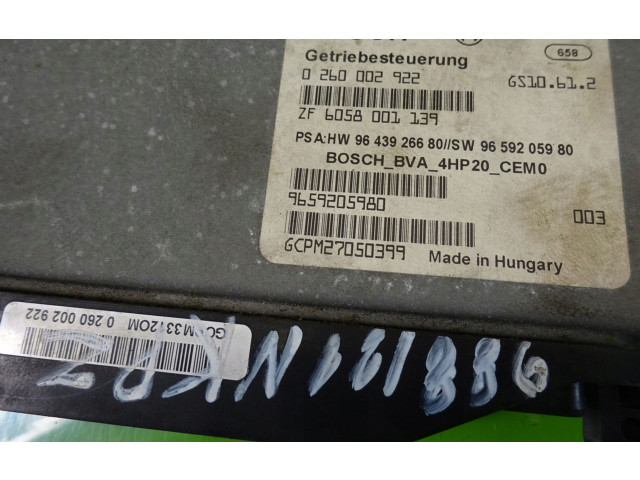 658
Getriebesteuerung
0 260 002 922
GS10.61.2
ZF 6058 001 139
PSA:HW 96 439 266 80//SW 96 592 059 80
BOSCH_BVA_4HP20_CEM0
9659205980
003
GCPM27050399
Made in Hungary
0 260 002 922